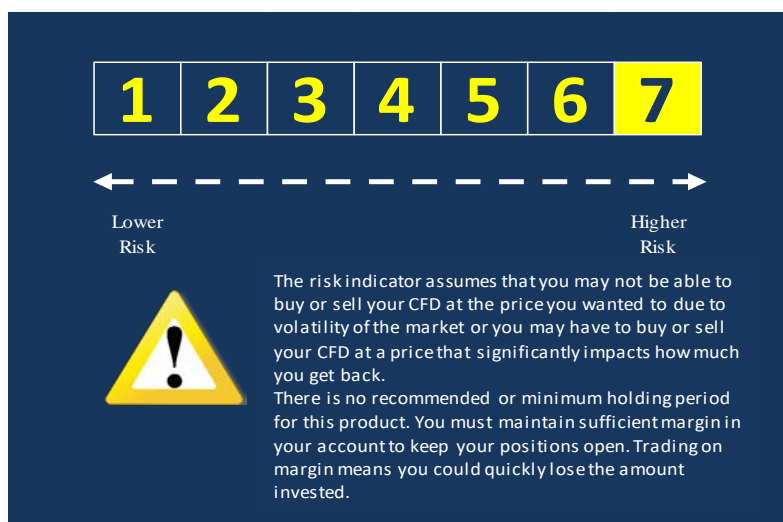 1 2 3 4 5 6 7
Lower Risk
Higher Risk
The risk indicator assumes that you may not be able to
buy or sell your CFD at the price you wanted to due to
volatility of the market or you may have to buy or sell
your CFD at a price that significantly impacts how much
you get back.
There is no recommended or minimum holding period
for this product. You must maintain sufficient margin in
your account to keep your positions open. Trading on
margin means you could quickly lose the amount
invested.